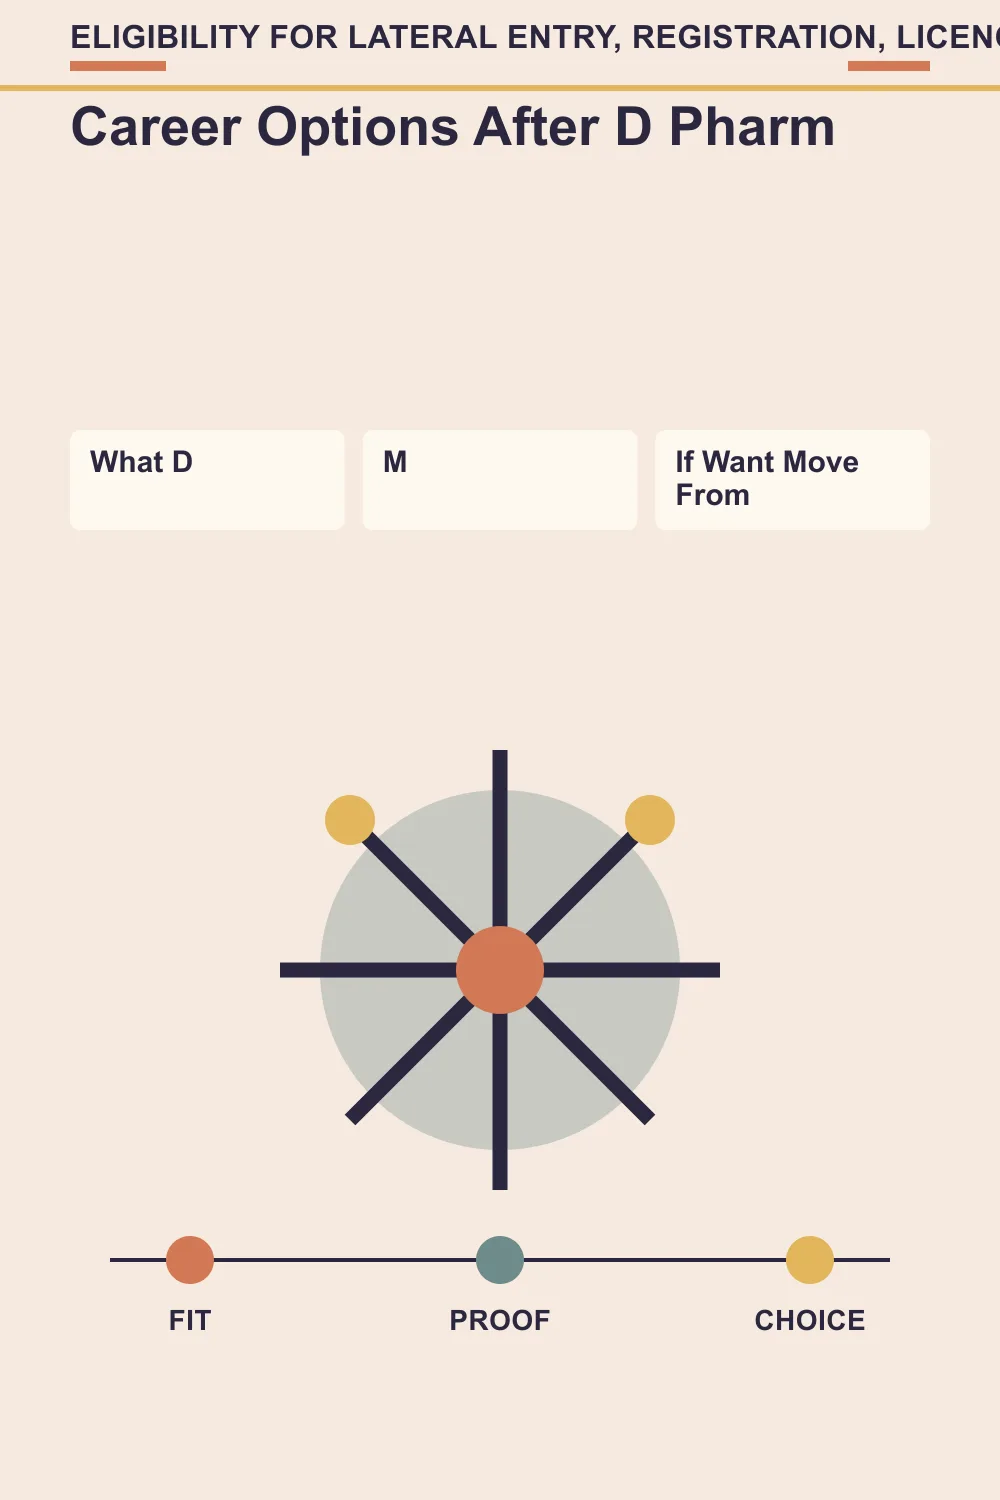 ELIGIBILITY FOR LATERAL ENTRY, REGISTRATION, LICEN
Career Options After D Pharm
What D
M
If Want Move
From
FIT
PROOF
CHOICE